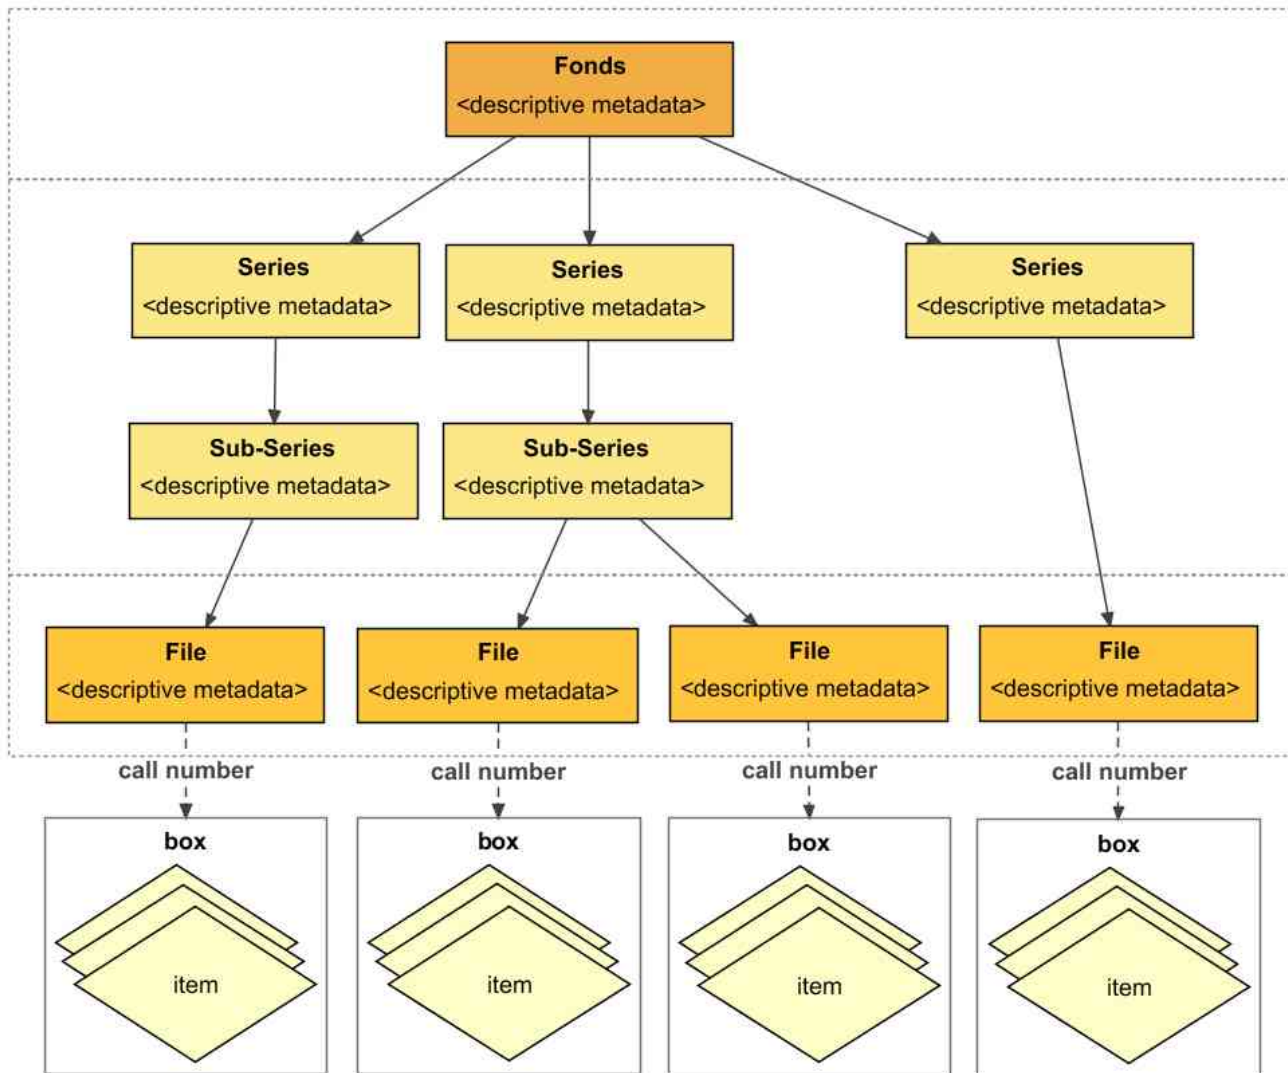 Fonds
<descriptive metadata>
Series
<descriptive metadata>
Series
<descriptive metadata>
Series
<descriptive metadata>
Sub-Series
<descriptive metadata>
Sub-Series
<descriptive metadata>
File
<descriptive metadata>
File
<descriptive metadata>
File
<descriptive metadata>
File
<descriptive metadata>
call number
call number
call number
call number
box
item
box
item
box
item
box
item